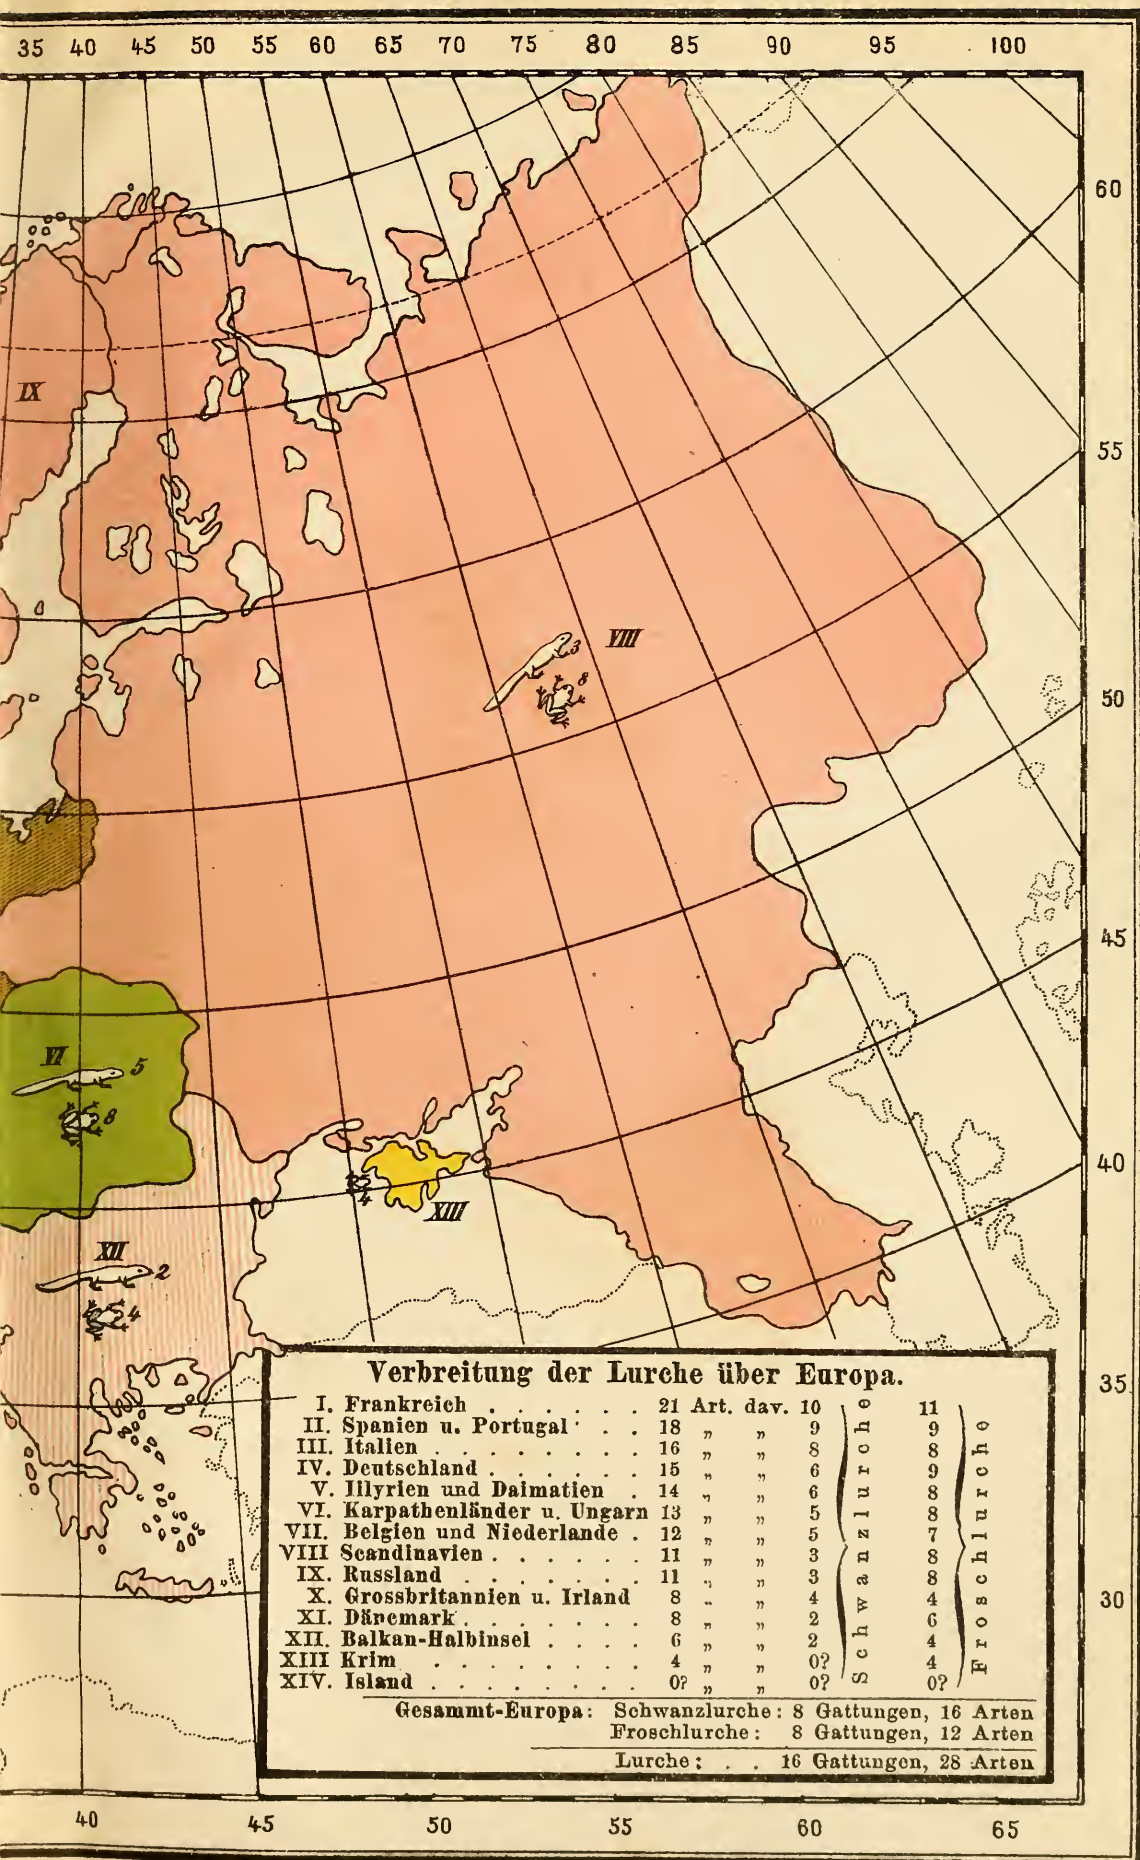 35 40 45 50 55 60 65 70 75 80 85 90 95 100
60
IX
55
3 VIII
8
50
45
VI 5
8
40
4
XIII
XII
2
4
35
Verbreitung der Lurche über Europa.
I. Frankreich . . . . . . 21 Art. dav. 10 11
II. Spanien u. Portugal . . 18 „ „ 9 9
III. Italien . . . . . . . . 16 „ „ 8 8
IV. Deutschland . . . . . . 15 „ „ 6 9
V. Illyrien und Dalmatien . 14 „ „ 6 8
VI. Karpathenländer u. Ungarn 13 „ „ 5 8
VII. Belgien und Niederlande . 12 „ „ 5 7
VIII Scandinavien . . . . . . 11 „ „ 3 8
IX. Russland . . . . . . . 11 „ „ 3 8
X. Grossbritannien u. Irland 8 „ „ 4 4
XI. Dänemark . . . . . . . 8 „ „ 2 6
XII. Balkan-Halbinsel . . . . 6 „ „ 2 4
XIII Krim . . . . . . . . 4 „ „ 0? 4
XIV. Island . . . . . . . . 0? „ „ 0? 0?
Schwanzlurche
Froschlurche
Gesammt-Europa: Schwanzlurche: 8 Gattungen, 16 Arten
Froschlurche: 8 Gattungen, 12 Arten
Lurche: . . 16 Gattungen, 28 Arten
30
40 45 50 55 60 65